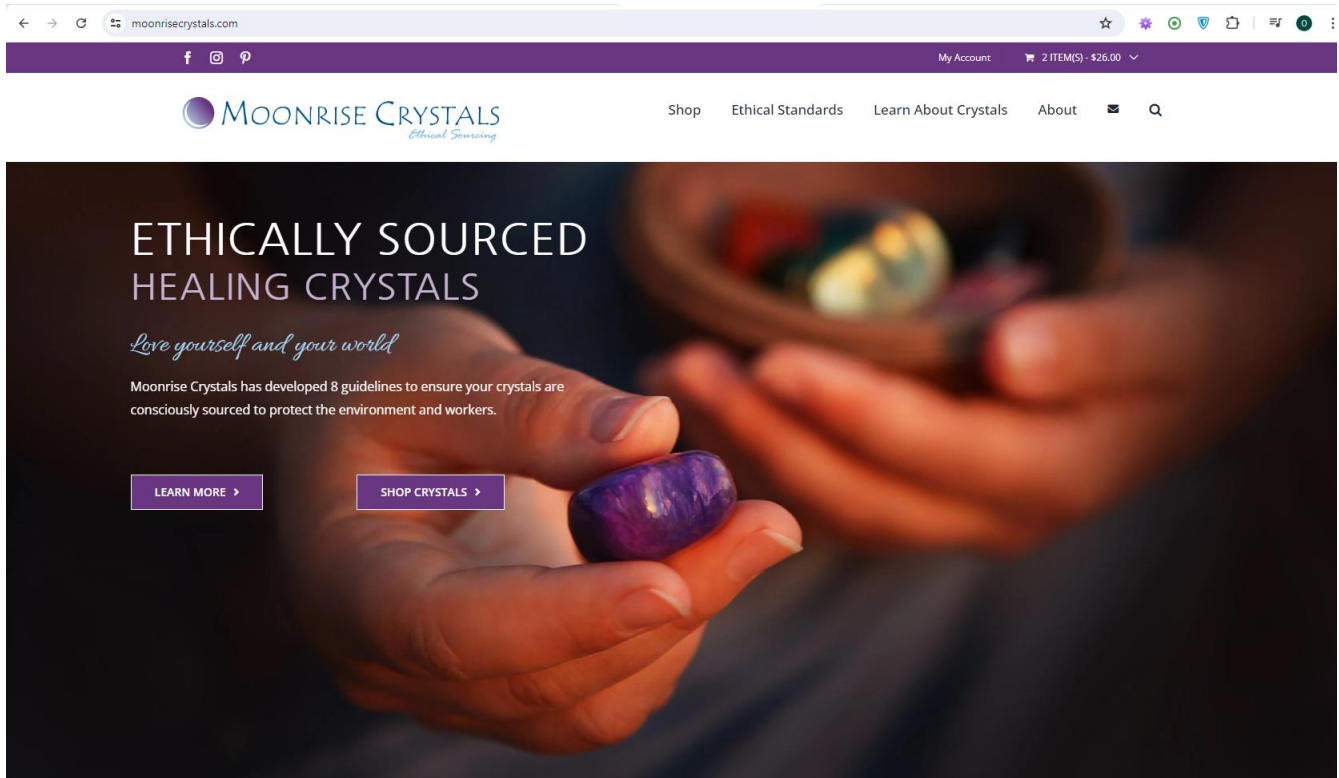 moonrisecrystals.com
My Account 2 ITEM(S) - $26.00
MOONRISE CRYSTALS
Ethical Sourcing
Shop Ethical Standards Learn About Crystals About
ETHICALLY SOURCED
HEALING CRYSTALS
Love yourself and your world
Moonrise Crystals has developed 8 guidelines to ensure your crystals are
consciously sourced to protect the environment and workers.
LEARN MORE > SHOP CRYSTALS >